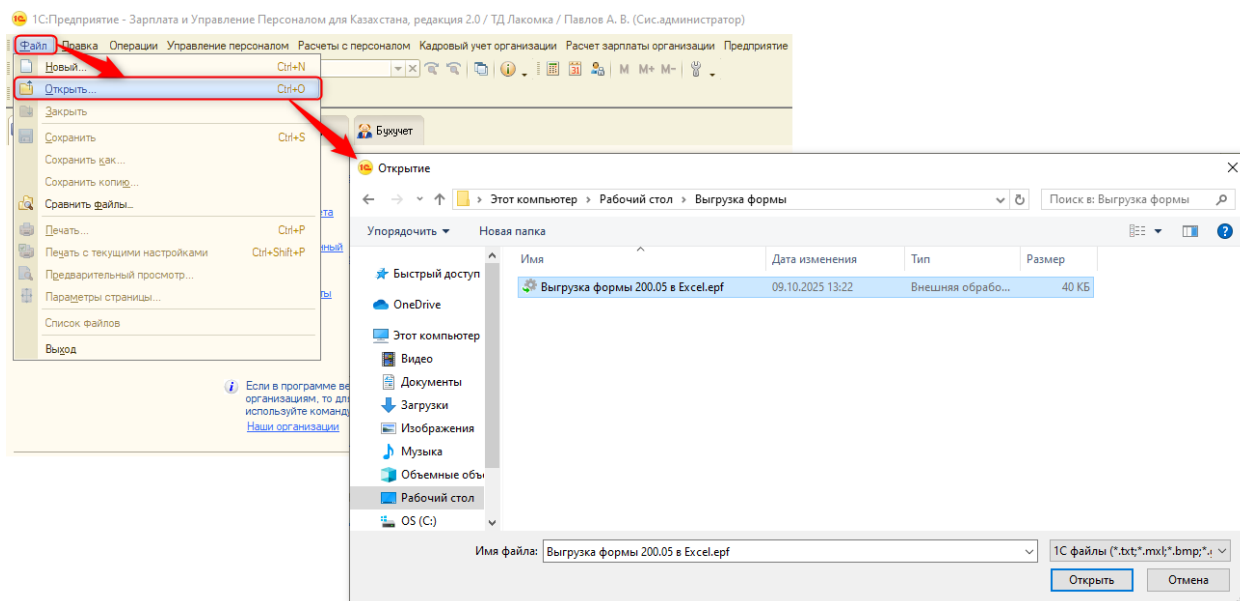 1С:Предприятие - Зарплата и Управление Персоналом для Казахстана, редакция 2.0 / ТД Лакомка / Павлов А. В. (Сис.администратор)
Файл Правка Операции Управление персоналом Расчеты с персоналом Кадровый учет организации Расчет зарплаты организации Предприятие
Новый... Ctrl+N
M M+ M-
Открыть... Ctrl+O
Закрыть
Бухучет
Сохранить Ctrl+S
Сохранить как...
Сохранить копию...
Сравнить файлы...
Печать... Ctrl+P
Печать с текущими настройками Ctrl+Shift+P
Предварительный просмотр...
Параметры страницы...
Список файлов
Выход
Если в программе ве
организациям, то для
используйте команду
Наши организации
Открытие
Этот компьютер > Рабочий стол > Выгрузка формы
Поиск в: Выгрузка формы
Упорядочить Новая папка
Имя Дата изменения Тип Размер
Выгрузка формы 200.05 в Excel.epf 09.10.2025 13:22 Внешняя обрабо... 40 КБ
Быстрый доступ
OneDrive
Этот компьютер
Видео
Документы
Загрузки
Изображения
Музыка
Объемные объе
Рабочий стол
OS (C:)
Имя файла: Выгрузка формы 200.05 в Excel.epf
1С файлы (*.txt;*.mxl;*.bmp;*.
Открыть Отмена